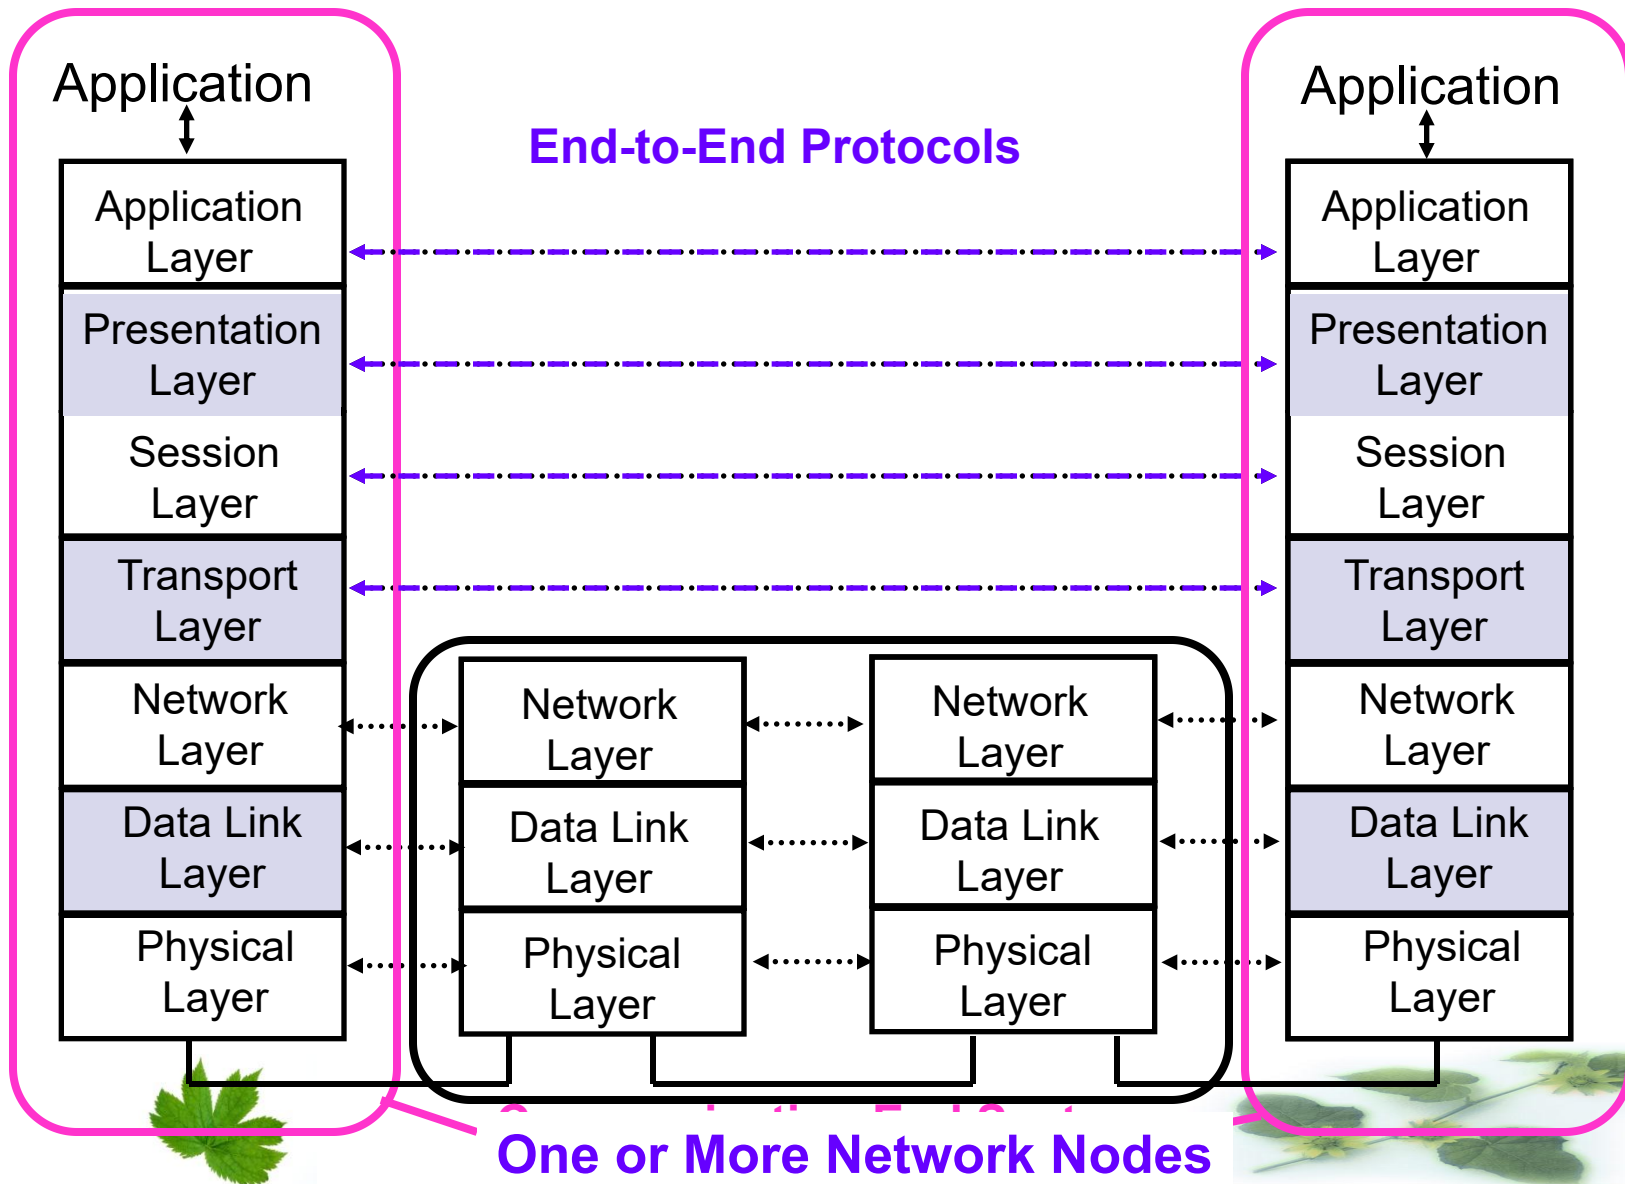 Application
Application
End-to-End Protocols
Application
Layer
Presentation
Layer
Session
Layer
Transport
Layer
Network
Layer
Data Link
Layer
Physical
Layer
Network
Layer
Data Link
Layer
Physical
Layer
Network
Layer
Data Link
Layer
Physical
Layer
Application
Layer
Presentation
Layer
Session
Layer
Transport
Layer
Network
Layer
Data Link
Layer
Physical
Layer
One or More Network Nodes